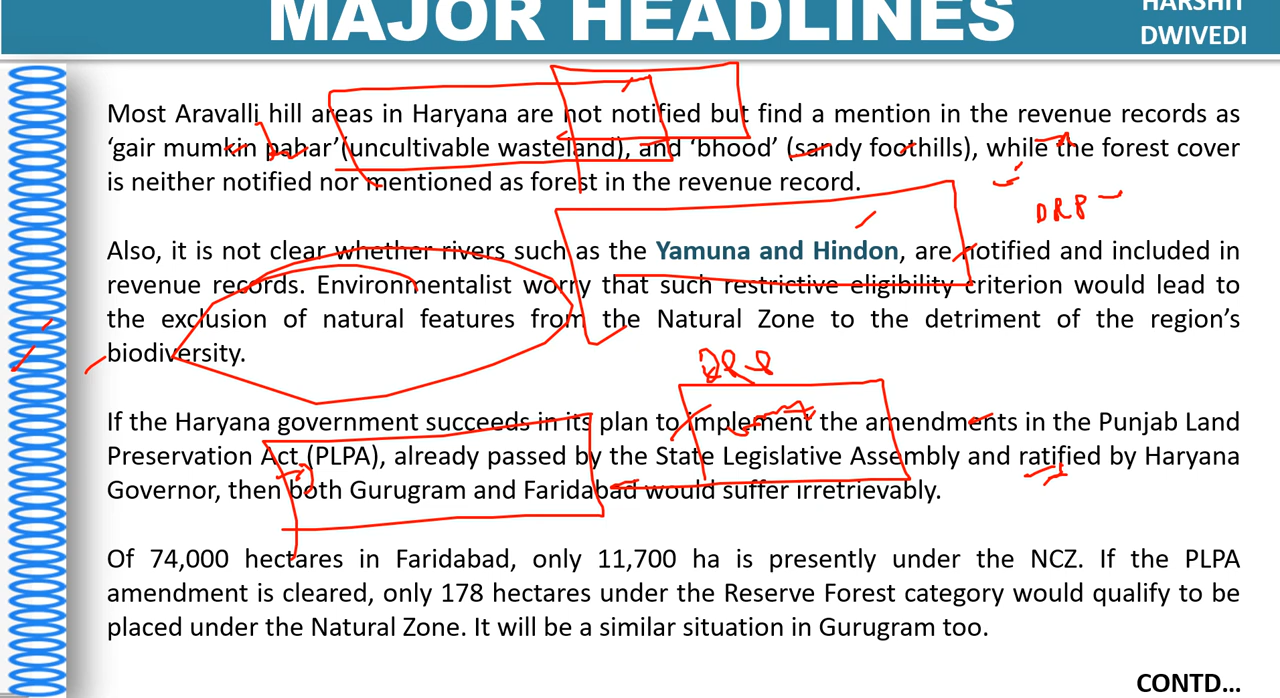 MAJOR HEADLINES
HARSHIT
DWIVEDI
Most Aravalli hill areas in Haryana are not notified but find a mention in the revenue records as
‘gair mumkin pahar’(uncultivable wasteland), and ‘bhood’ (sandy foothills), while the forest cover
is neither notified nor mentioned as forest in the revenue record.
DRP
Also, it is not clear whether rivers such as the Yamuna and Hindon, are notified and included in
revenue records. Environmentalist worry that such restrictive eligibility criterion would lead to
the exclusion of natural features from the Natural Zone to the detriment of the region’s
biodiversity.
If the Haryana government succeeds in its plan to implement the amendments in the Punjab Land
Preservation Act (PLPA), already passed by the State Legislative Assembly and ratified by Haryana
Governor, then both Gurugram and Faridabad would suffer irretrievably.
Of 74,000 hectares in Faridabad, only 11,700 ha is presently under the NCZ. If the PLPA
amendment is cleared, only 178 hectares under the Reserve Forest category would qualify to be
placed under the Natural Zone. It will be a similar situation in Gurugram too.
CONTD...